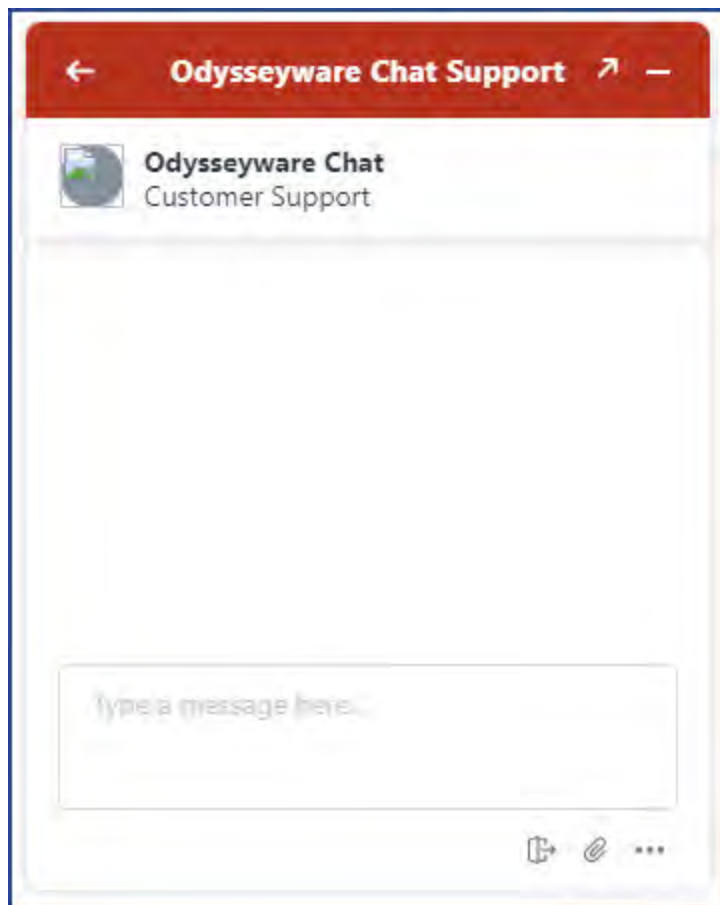 Odysseyware Chat Support
Odysseyware Chat
Customer Support
Type a message here...